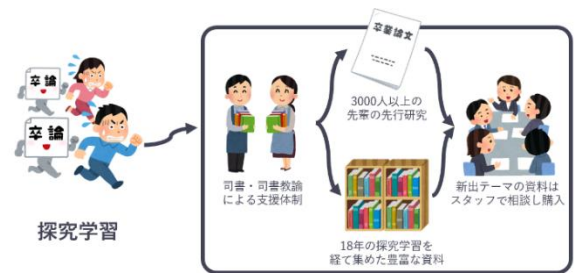 卒論
卒論
探究学習
司書・司書教諭
による支援体制
卒業論文
3000人以上の
先輩の先行研究
18年の探究学習を
経て集めた豊富な資料
新出テーマの資料は
スタッフで相談し購入